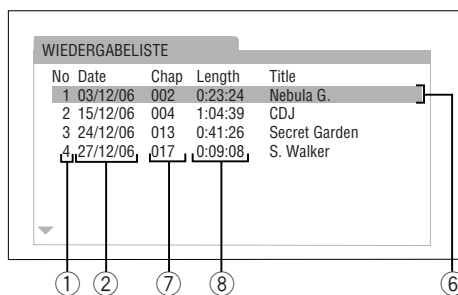 WIEDERGABELISTE
No Date Chap Length Title
1 03/12/06 002 0:23:24 Nebula G.
2 15/12/06 004 1:04:39 CDJ
3 24/12/06 013 0:41:26 Secret Garden
4 27/12/06 017 0:09:08 S. Walker
① ② ⑦ ⑧ ⑥